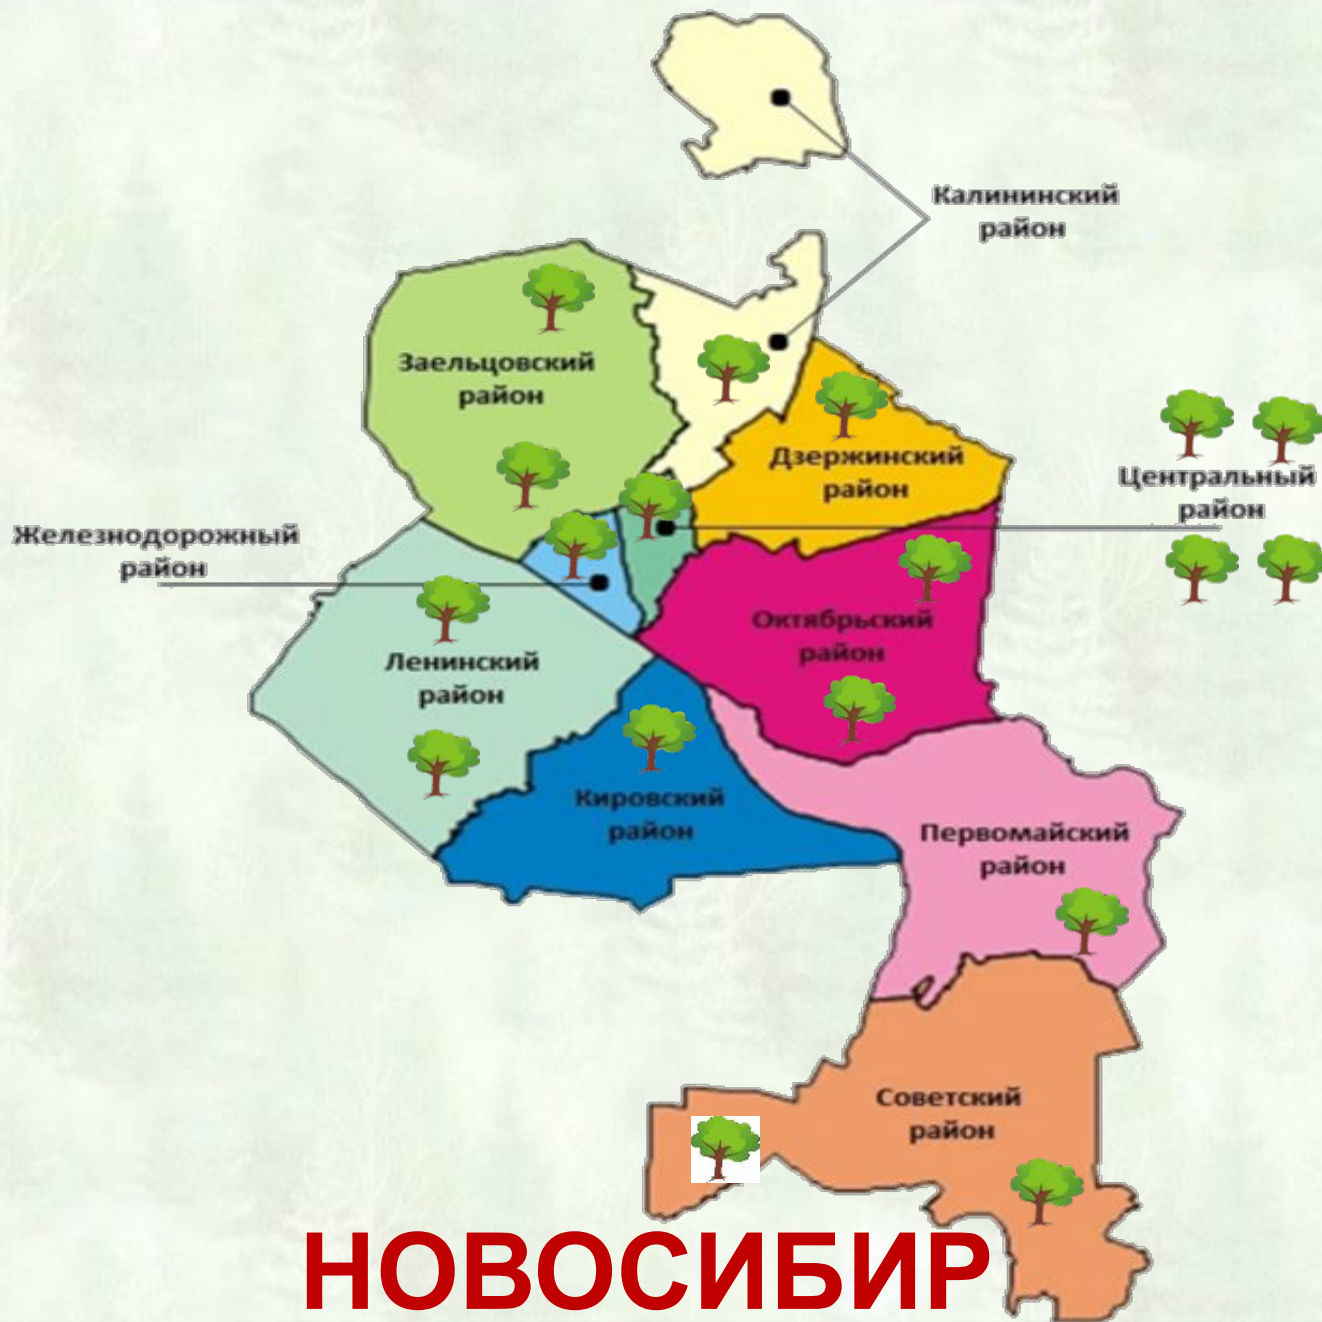 Калининский
район
Заельцовский
район
Дзержинский
район
Центральный
район
Железнодорожный
район
Октябрьский
район
Ленинский
район
Кировский
район
Первомайский
район
Советский
район
НОВОСИБИР